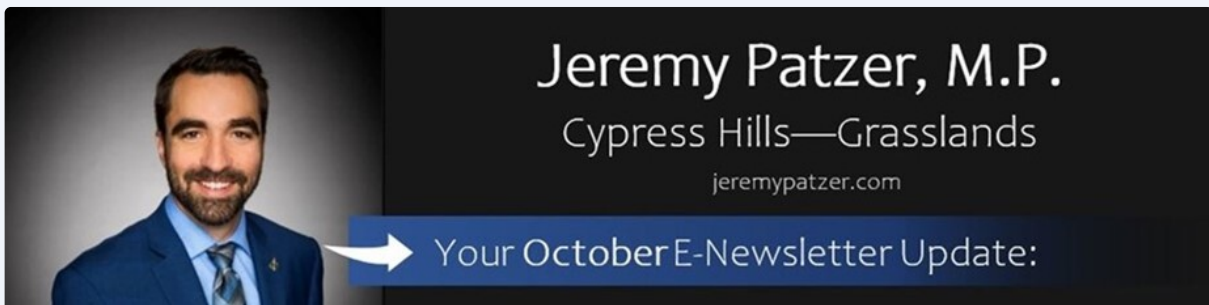 Jeremy Patzer, M.P.
Cypress Hills—Grasslands
jeremypatzer.com
Your October E-Newsletter Update: